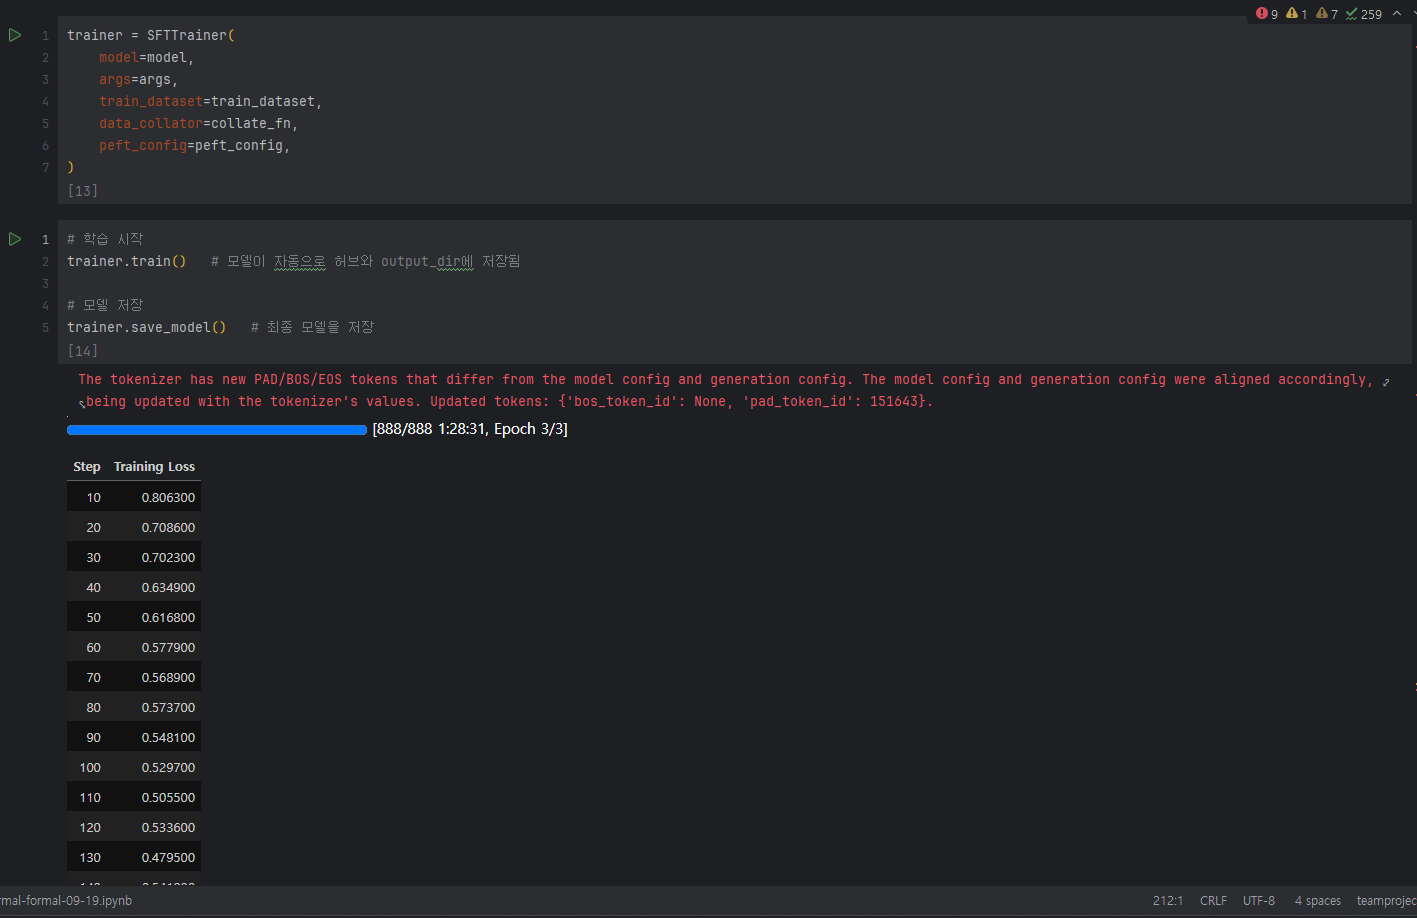 9 1 7 259
1 trainer = SFTTrainer(
2 model=model,
3 args=args,
4 train_dataset=train_dataset,
5 data_collator=collate_fn,
6 peft_config=peft_config,
7 )
[13]
1 # 학습 시작
2 trainer.train() # 모델이 자동으로 허브와 output_dir에 저장됨
3
4 # 모델 저장
5 trainer.save_model() # 최종 모델을 저장
[14]
The tokenizer has new PAD/BOS/EOS tokens that differ from the model config and generation config. The model config and generation config were aligned accordingly,
being updated with the tokenizer's values. Updated tokens: {'bos_token_id': None, 'pad_token_id': 151643}.
[888/888 1:28:31, Epoch 3/3]
Step Training Loss
10 0.806300
20 0.708600
30 0.702300
40 0.634900
50 0.616800
60 0.577900
70 0.568900
80 0.573700
90 0.548100
100 0.529700
110 0.505500
120 0.533600
130 0.479500
rmal-formal-09-19.ipynb 212:1 CRLF UTF-8 4 spaces teamprojec